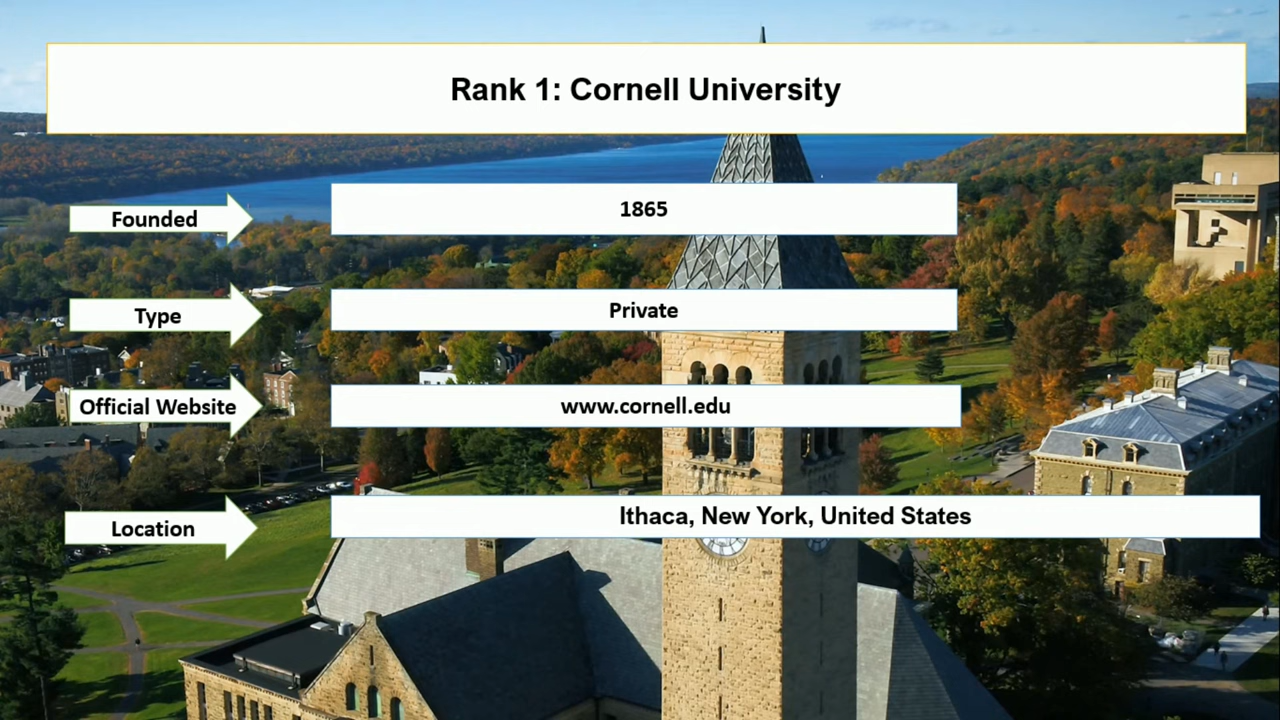 Rank 1: Cornell University
Founded
1865
Type
Private
Official Website
www.cornell.edu
Location
Ithaca, New York, United States